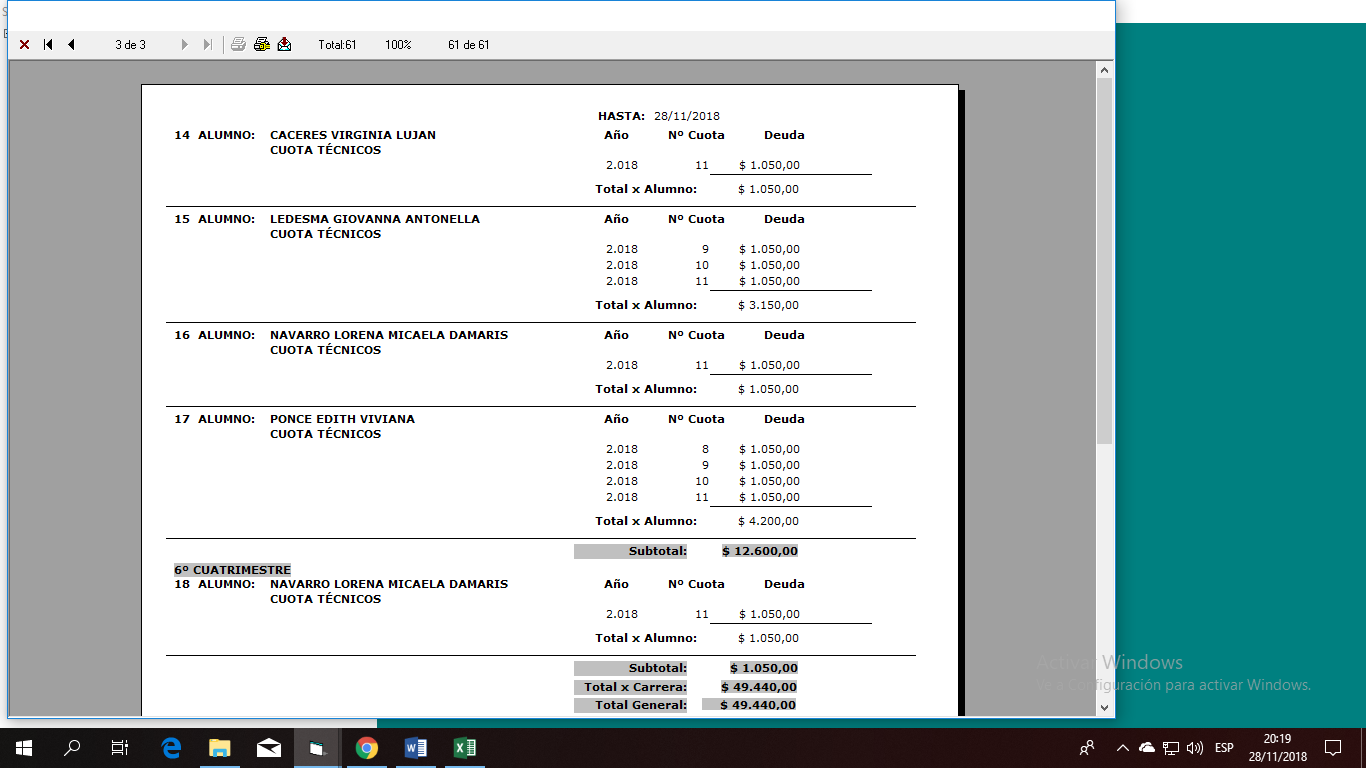 3 de 3 Total:61 100% 61 de 61
HASTA: 28/11/2018
14 ALUMNO: CACERES VIRGINIA LUJAN Año Nº Cuota Deuda
CUOTA TÉCNICOS
2.018 11 $ 1.050,00
Total x Alumno: $ 1.050,00
15 ALUMNO: LEDESMA GIOVANNA ANTONELLA Año Nº Cuota Deuda
CUOTA TÉCNICOS
2.018 9 $ 1.050,00
2.018 10 $ 1.050,00
2.018 11 $ 1.050,00
Total x Alumno: $ 3.150,00
16 ALUMNO: NAVARRO LORENA MICAELA DAMARIS Año Nº Cuota Deuda
CUOTA TÉCNICOS
2.018 11 $ 1.050,00
Total x Alumno: $ 1.050,00
17 ALUMNO: PONCE EDITH VIVIANA Año Nº Cuota Deuda
CUOTA TÉCNICOS
2.018 8 $ 1.050,00
2.018 9 $ 1.050,00
2.018 10 $ 1.050,00
2.018 11 $ 1.050,00
Total x Alumno: $ 4.200,00
Subtotal: $ 12.600,00
6º CUATRIMESTRE
18 ALUMNO: NAVARRO LORENA MICAELA DAMARIS Año Nº Cuota Deuda
CUOTA TÉCNICOS
2.018 11 $ 1.050,00
Total x Alumno: $ 1.050,00
Subtotal: $ 1.050,00
Total x Carrera: $ 49.440,00
Total General: $ 49.440,00
Activar Windows
Ve a Configuración para activar Windows.
ESP 20:19
28/11/2018